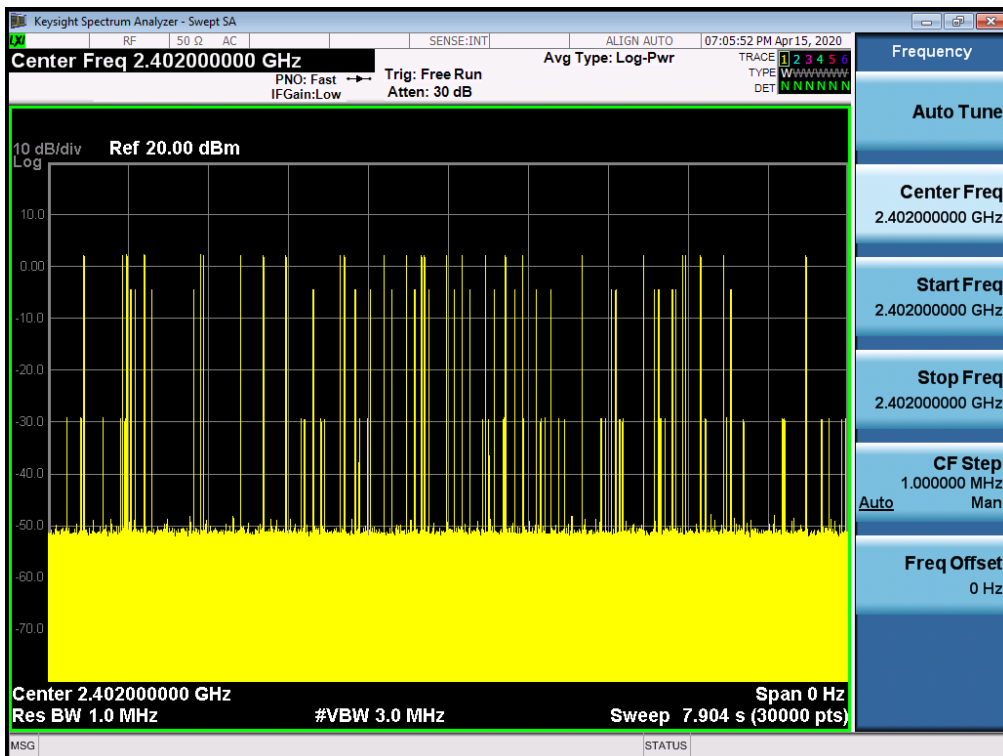 Keysight Spectrum Analyzer - Swept SA
LXI RF 50 Ω AC SENSE:INT ALIGN AUTO 07:05:52 PM Apr 15, 2020
Center Freq 2.402000000 GHz
PNO: Fast
IFGain:Low
Trig: Free Run
Atten: 30 dB
Avg Type: Log-Pwr
TRACE 1 2 3 4 5 6
TYPE WWWWWW
DET N N N N N N
10 dB/div Ref 20.00 dBm
Log
10.0
0.00
-10.0
-20.0
-30.0
-40.0
-50.0
-60.0
-70.0
Center 2.402000000 GHz Span 0 Hz
Res BW 1.0 MHz #VBW 3.0 MHz Sweep 7.904 s (30000 pts)
MSG STATUS
Frequency
Auto Tune
Center Freq
2.402000000 GHz
Start Freq
2.402000000 GHz
Stop Freq
2.402000000 GHz
CF Step
1.000000 MHz
Auto Man
Freq Offset
0 Hz